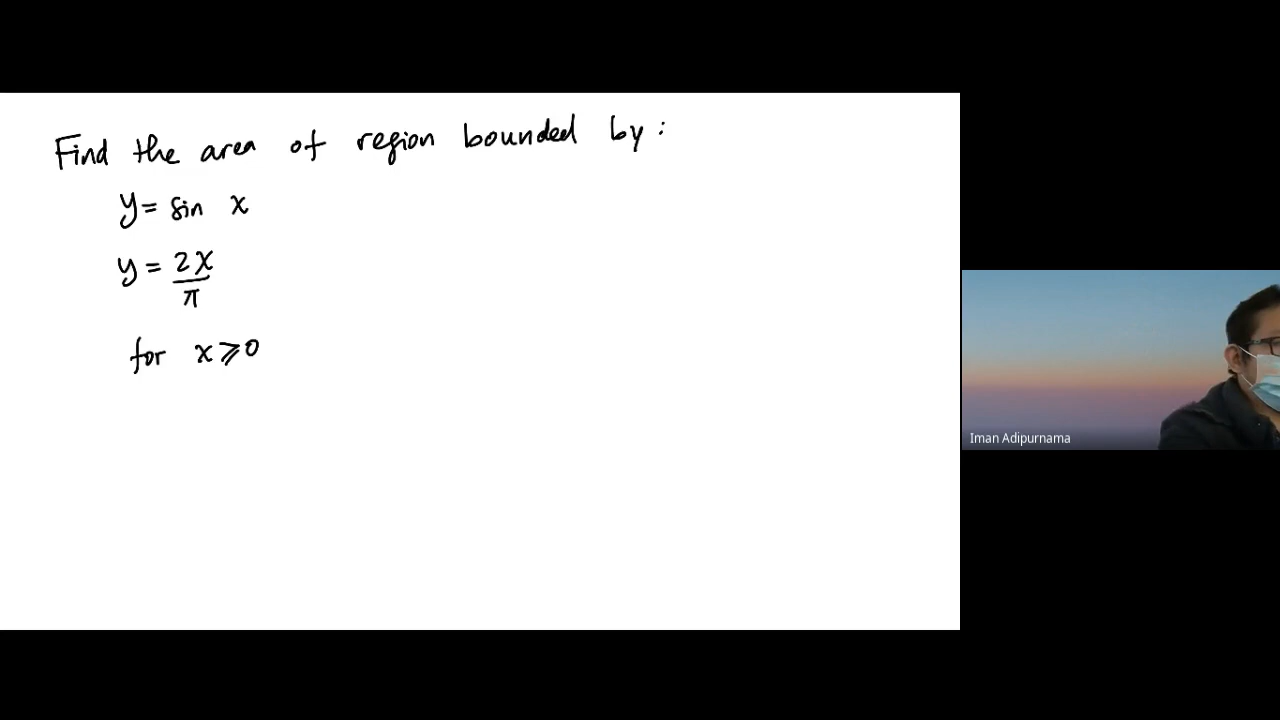 Find the area of region bounded by:
y = sin x
y = 2x/π
for x ⩾ 0
Iman Adipurnama